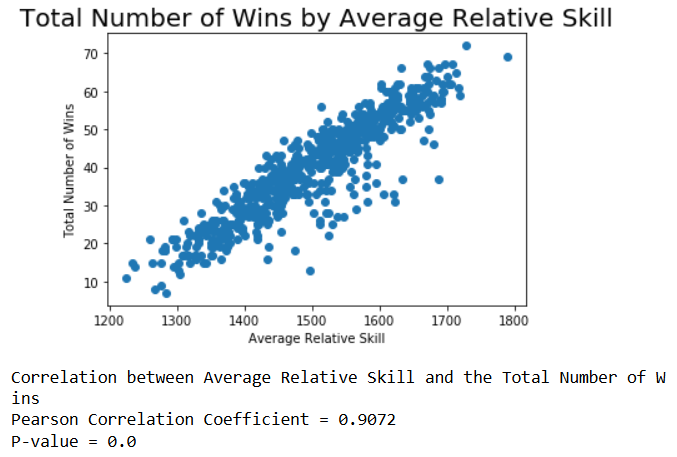 Total Number of Wins by Average Relative Skill
70
60
50
40
30
20
10
Total Number of Wins
1200 1300 1400 1500 1600 1700 1800
Average Relative Skill
Correlation between Average Relative Skill and the Total Number of W
ins
Pearson Correlation Coefficient = 0.9072
P-value = 0.0